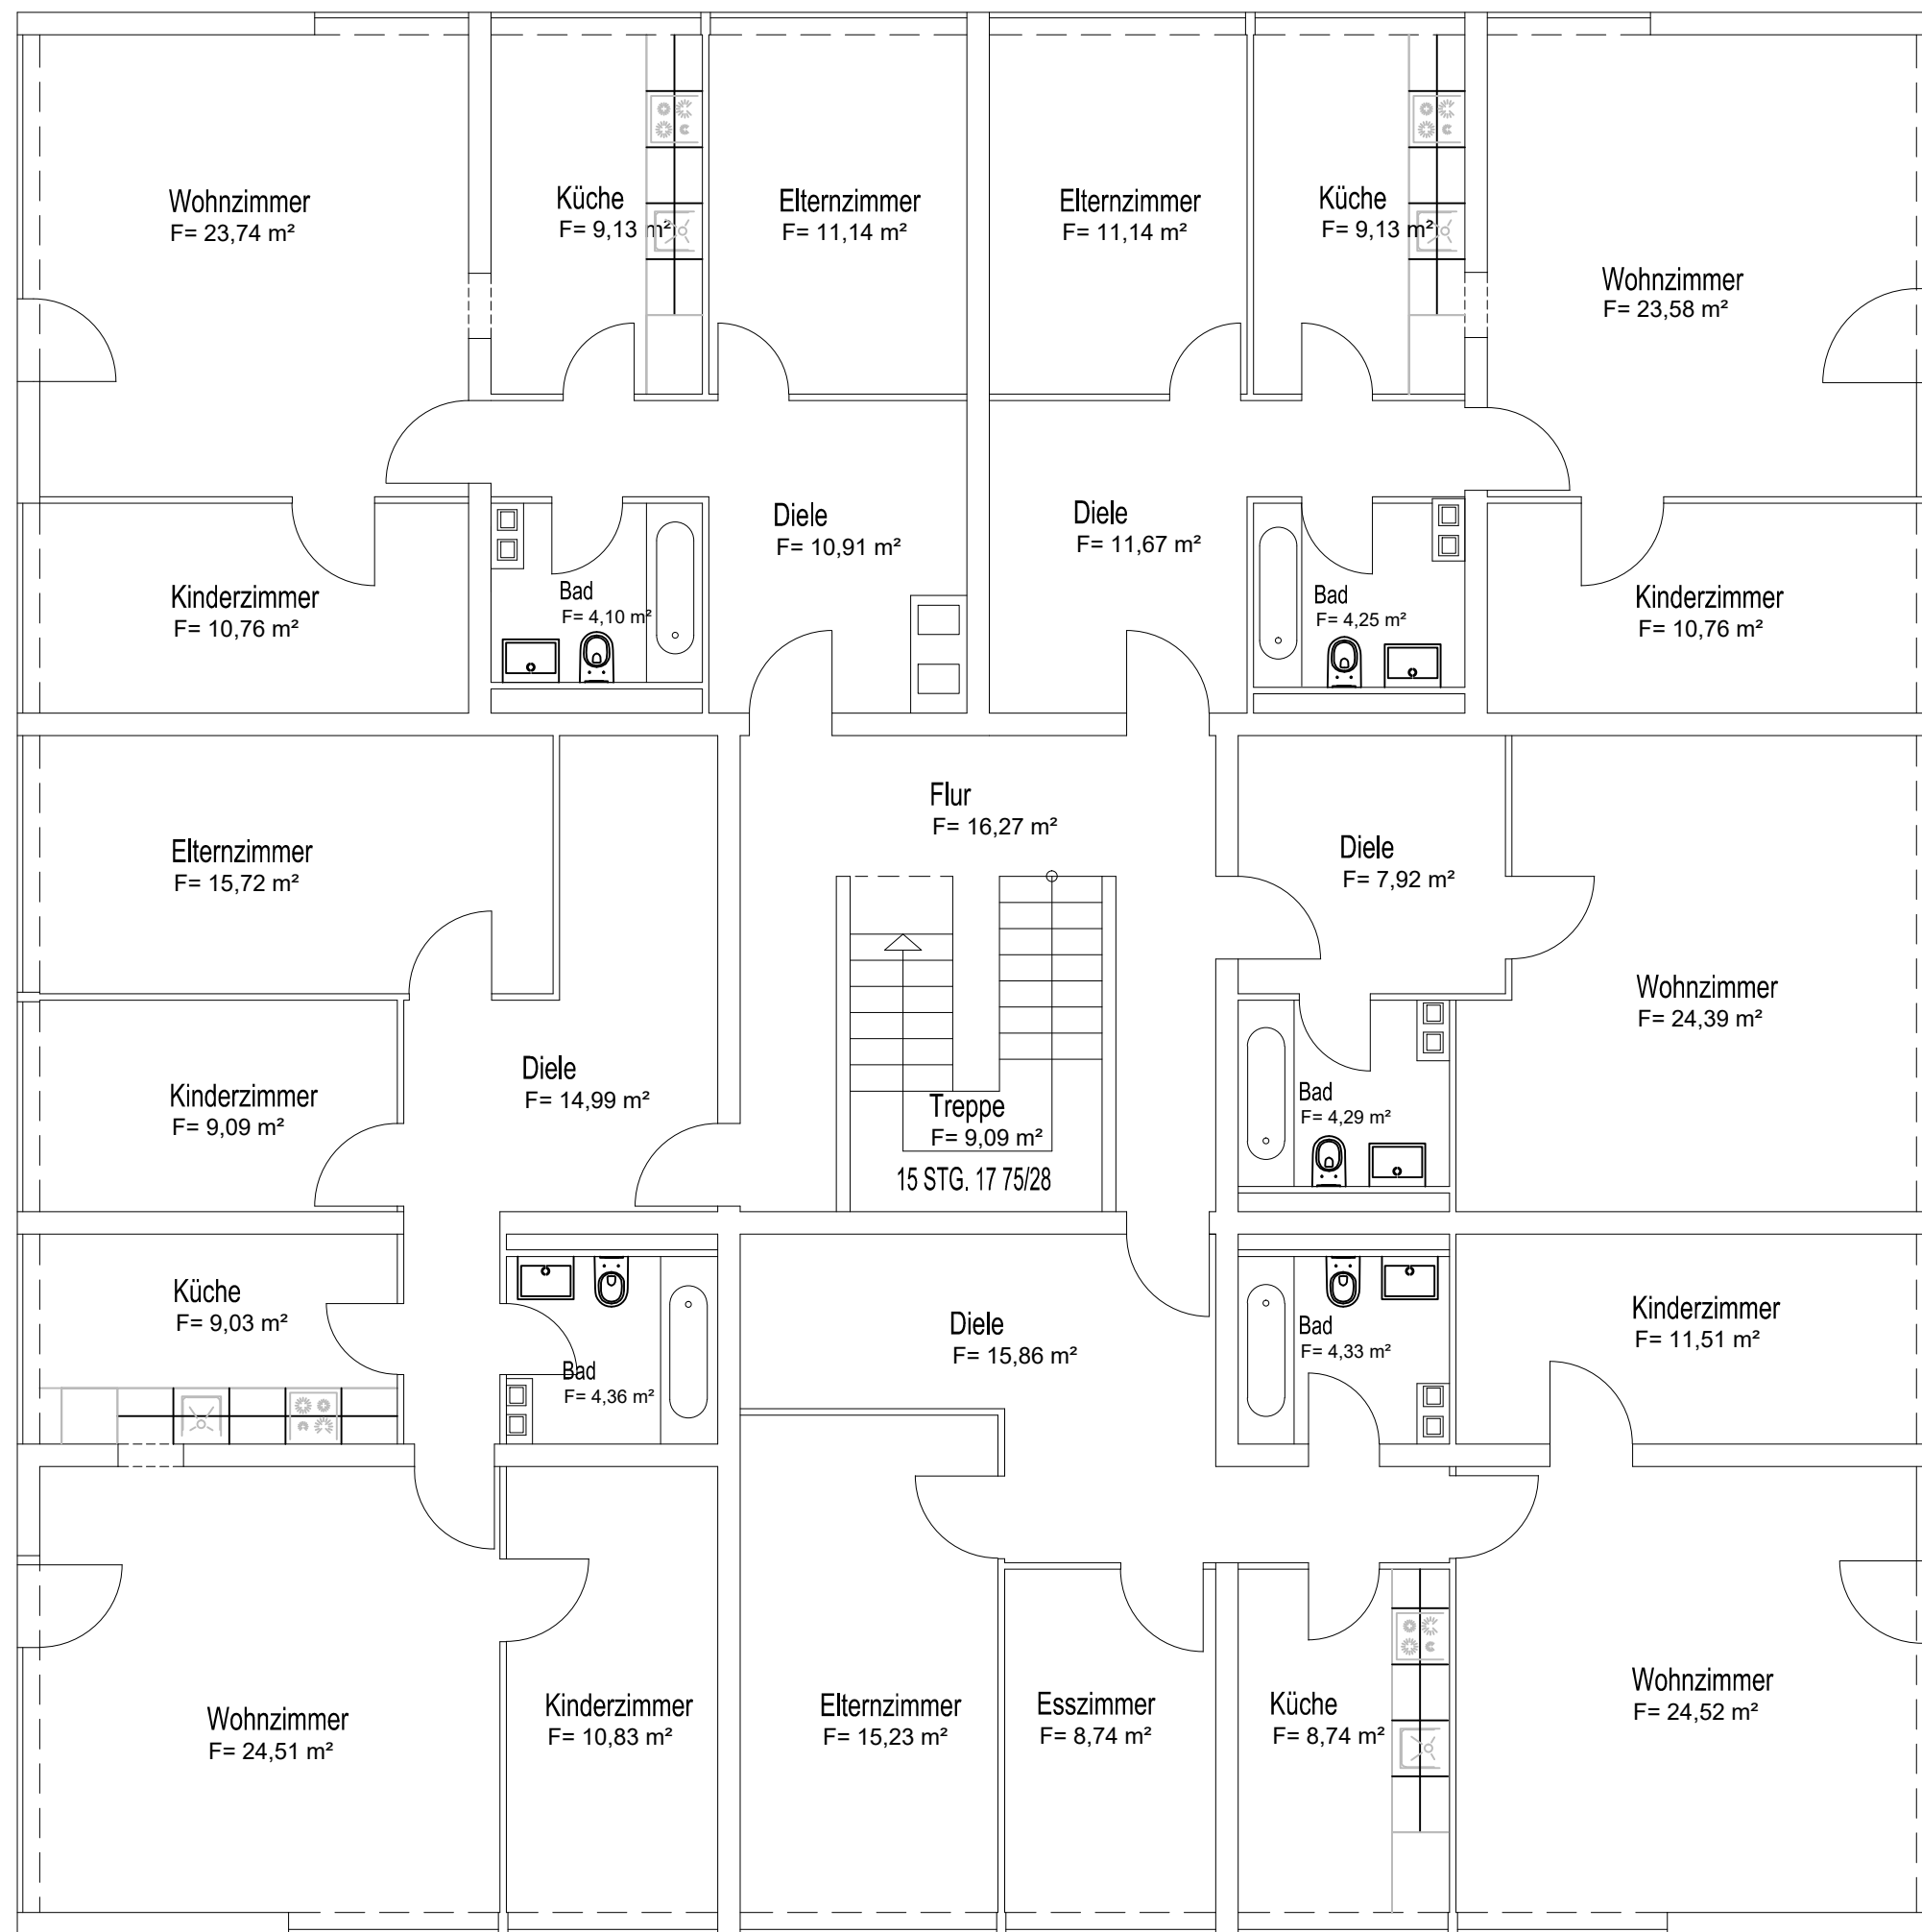 Wohnzimmer
F= 23,74 m²
Küche
F= 9,13 m²
Elternzimmer
F= 11,14 m²
Elternzimmer
F= 11,14 m²
Küche
F= 9,13 m²
Wohnzimmer
F= 23,58 m²
Kinderzimmer
F= 10,76 m²
Bad
F= 4,10 m²
Diele
F= 10,91 m²
Diele
F= 11,67 m²
Bad
F= 4,25 m²
Kinderzimmer
F= 10,76 m²
Elternzimmer
F= 15,72 m²
Flur
F= 16,27 m²
Diele
F= 7,92 m²
Wohnzimmer
F= 24,39 m²
Kinderzimmer
F= 9,09 m²
Diele
F= 14,99 m²
Treppe
F= 9,09 m²
15 STG. 17 75/28
Bad
F= 4,29 m²
Küche
F= 9,03 m²
Bad
F= 4,36 m²
Diele
F= 15,86 m²
Bad
F= 4,33 m²
Kinderzimmer
F= 11,51 m²
Wohnzimmer
F= 24,51 m²
Kinderzimmer
F= 10,83 m²
Elternzimmer
F= 15,23 m²
Esszimmer
F= 8,74 m²
Küche
F= 8,74 m²
Wohnzimmer
F= 24,52 m²